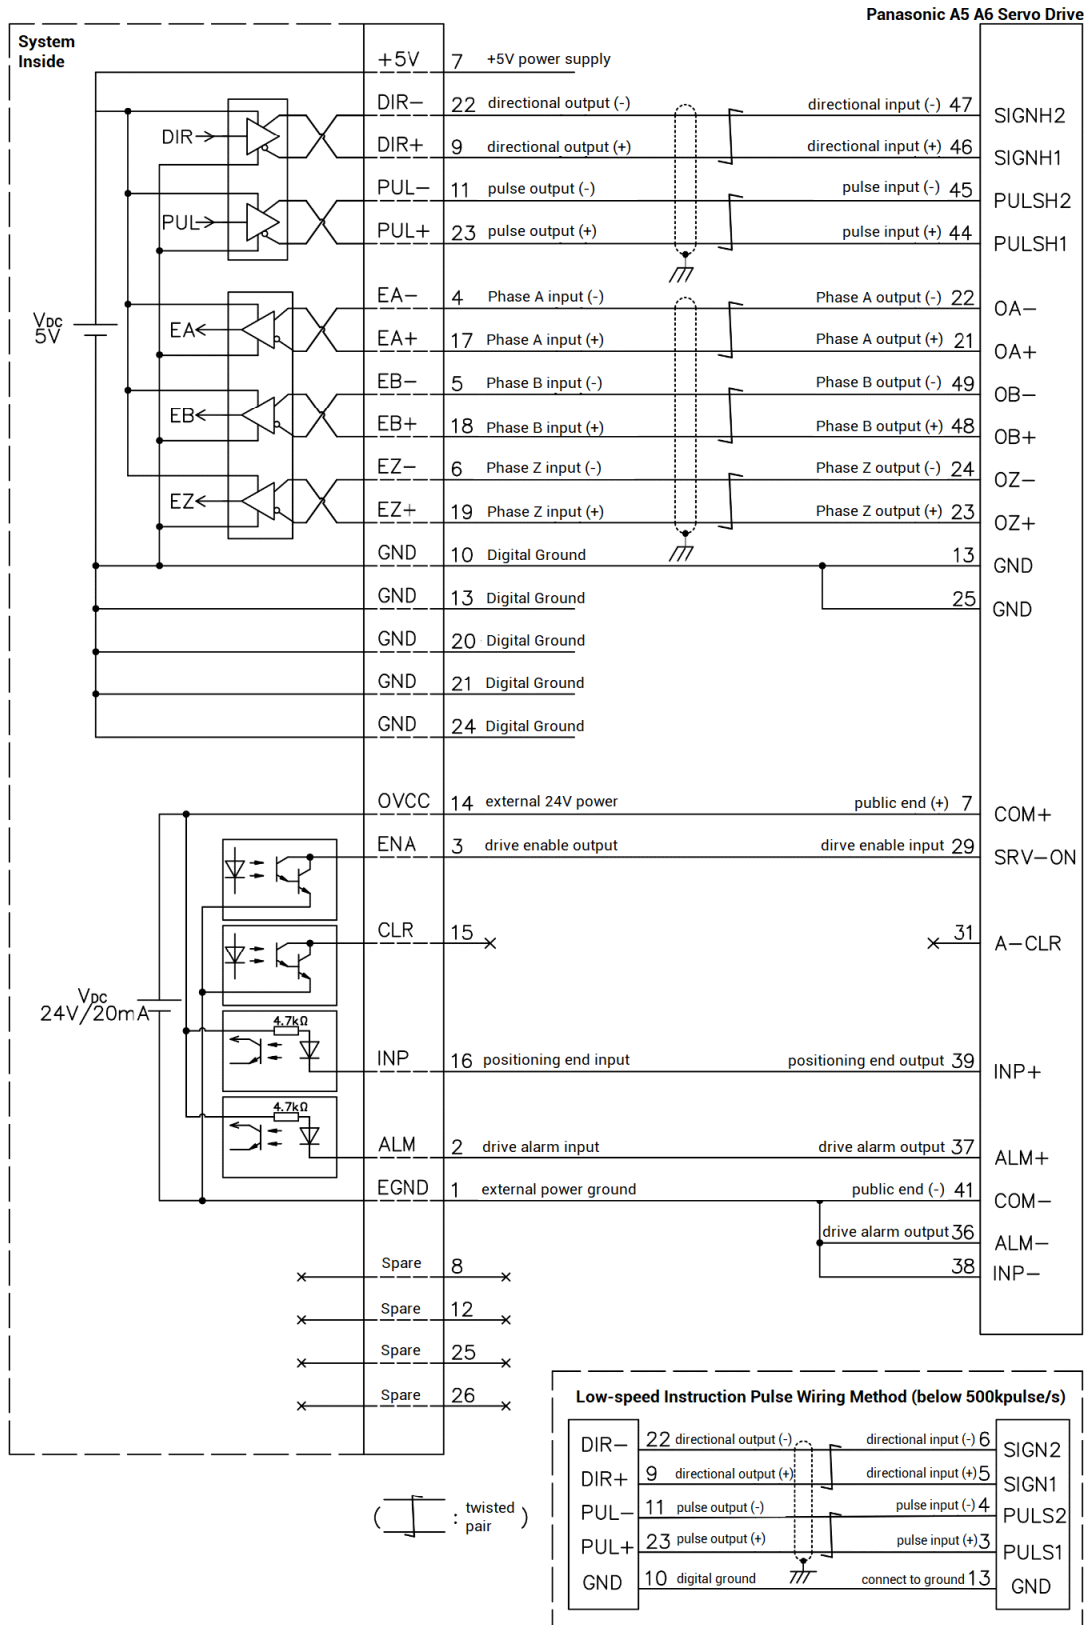 Panasonic A5 A6 Servo Drive
System
Inside
+5V 7 +5V power supply
DIR− 22 directional output (-) directional input (-) 47 SIGNH2
DIR
DIR+ 9 directional output (+) directional input (+) 46 SIGNH1
PUL− 11 pulse output (-) pulse input (-) 45 PULSH2
PUL
PUL+ 23 pulse output (+) pulse input (+) 44 PULSH1
EA− 4 Phase A input (-) Phase A output (-) 22 OA−
VDC
5V
EA
EA+ 17 Phase A input (+) Phase A output (+) 21 OA+
EB− 5 Phase B input (-) Phase B output (-) 49 OB−
EB
EB+ 18 Phase B input (+) Phase B output (+) 48 OB+
EZ− 6 Phase Z input (-) Phase Z output (-) 24 OZ−
EZ
EZ+ 19 Phase Z input (+) Phase Z output (+) 23 OZ+
GND 10 Digital Ground 13 GND
GND 13 Digital Ground 25 GND
GND 20 Digital Ground
GND 21 Digital Ground
GND 24 Digital Ground
OVCC 14 external 24V power public end (+) 7 COM+
ENA 3 drive enable output dirve enable input 29 SRV−ON
CLR 15 31 A−CLR
VDC
24V/20mA
4.7kΩ
INP 16 positioning end input positioning end output 39 INP+
4.7kΩ
ALM 2 drive alarm input drive alarm output 37 ALM+
EGND 1 external power ground public end (-) 41 COM−
drive alarm output 36 ALM−
38 INP−
Spare 8
Spare 12
Spare 25
Spare 26
Low-speed Instruction Pulse Wiring Method (below 500kpulse/s)
DIR− 22 directional output (-) directional input (-) 6 SIGN2
DIR+ 9 directional output (+) directional input (+) 5 SIGN1
PUL− 11 pulse output (-) pulse input (-) 4 PULS2
PUL+ 23 pulse output (+) pulse input (+) 3 PULS1
GND 10 digital ground connect to ground 13 GND
( : twisted
pair )